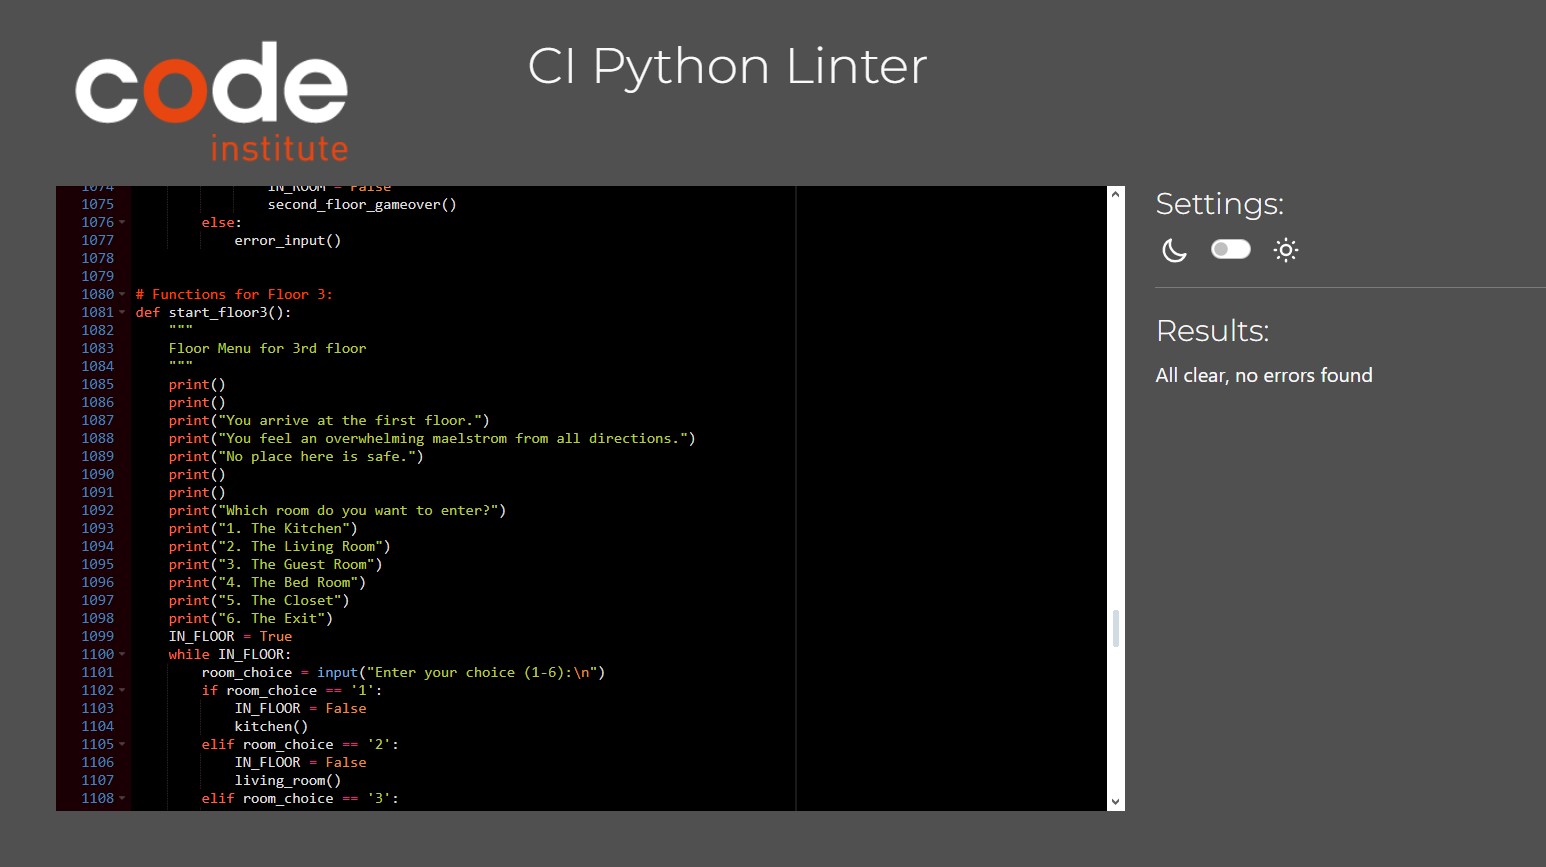 code
institute
CI Python Linter
1074 IN_ROOM = False
1075 second_floor_gameover()
1076 else:
1077 error_input()
1078
1079
1080 # Functions for Floor 3:
1081 def start_floor3():
1082 """
1083 Floor Menu for 3rd floor
1084 """
1085 print()
1086 print()
1087 print("You arrive at the first floor.")
1088 print("You feel an overwhelming maelstrom from all directions.")
1089 print("No place here is safe.")
1090 print()
1091 print()
1092 print("Which room do you want to enter?")
1093 print("1. The Kitchen")
1094 print("2. The Living Room")
1095 print("3. The Guest Room")
1096 print("4. The Bed Room")
1097 print("5. The Closet")
1098 print("6. The Exit")
1099 IN_FLOOR = True
1100 while IN_FLOOR:
1101 room_choice = input("Enter your choice (1-6):\n")
1102 if room_choice == '1':
1103 IN_FLOOR = False
1104 kitchen()
1105 elif room_choice == '2':
1106 IN_FLOOR = False
1107 living_room()
1108 elif room_choice == '3':
Settings:
Results:
All clear, no errors found